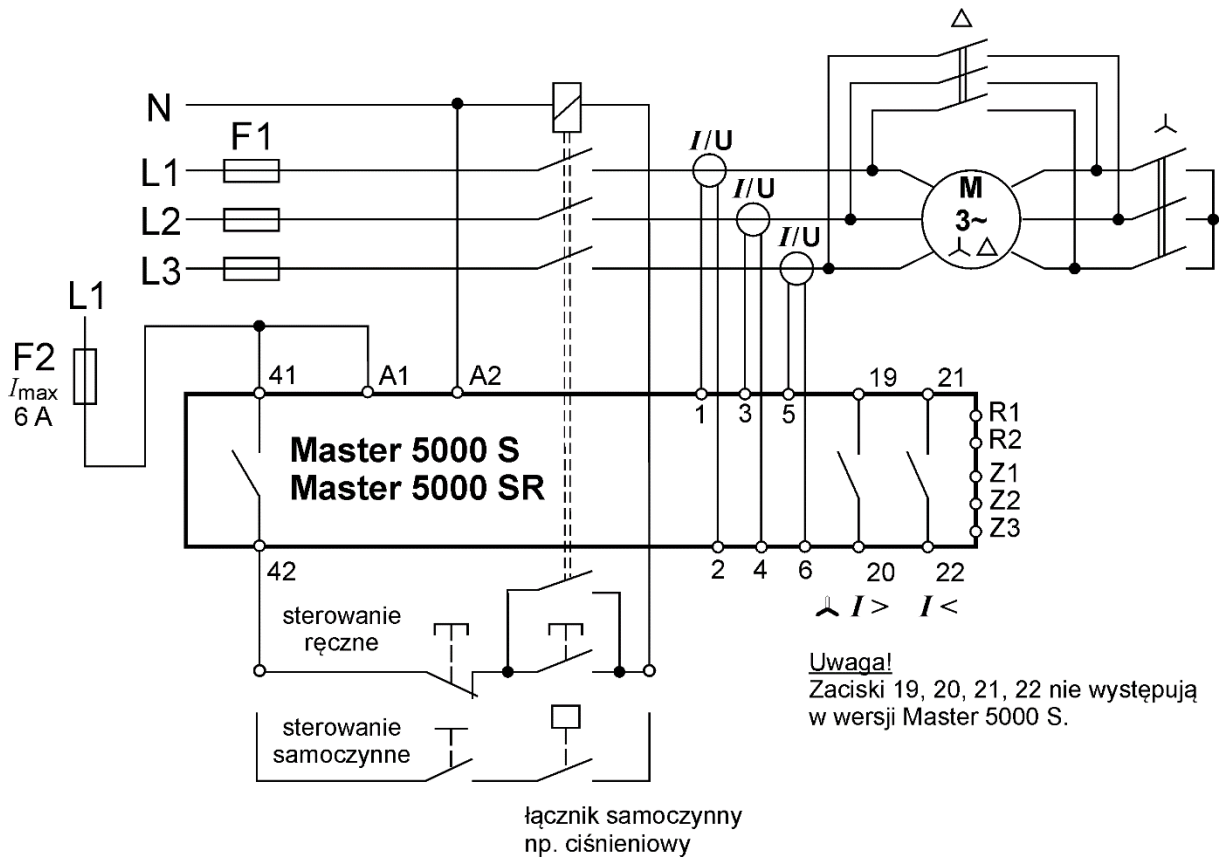 N
F1
L1
L2
L3
I/U
I/U
I/U
M
3~
L1
F2
Imax
6 A
41
A1
A2
1
3
5
19
21
R1
R2
Z1
Z2
Z3
Master 5000 S
Master 5000 SR
42
2
4
6
20
22
I >
I <
sterowanie
ręczne
sterowanie
samoczynne
łącznik samoczynny
np. ciśnieniowy
Uwaga!
Zaciski 19, 20, 21, 22 nie występują
w wersji Master 5000 S.